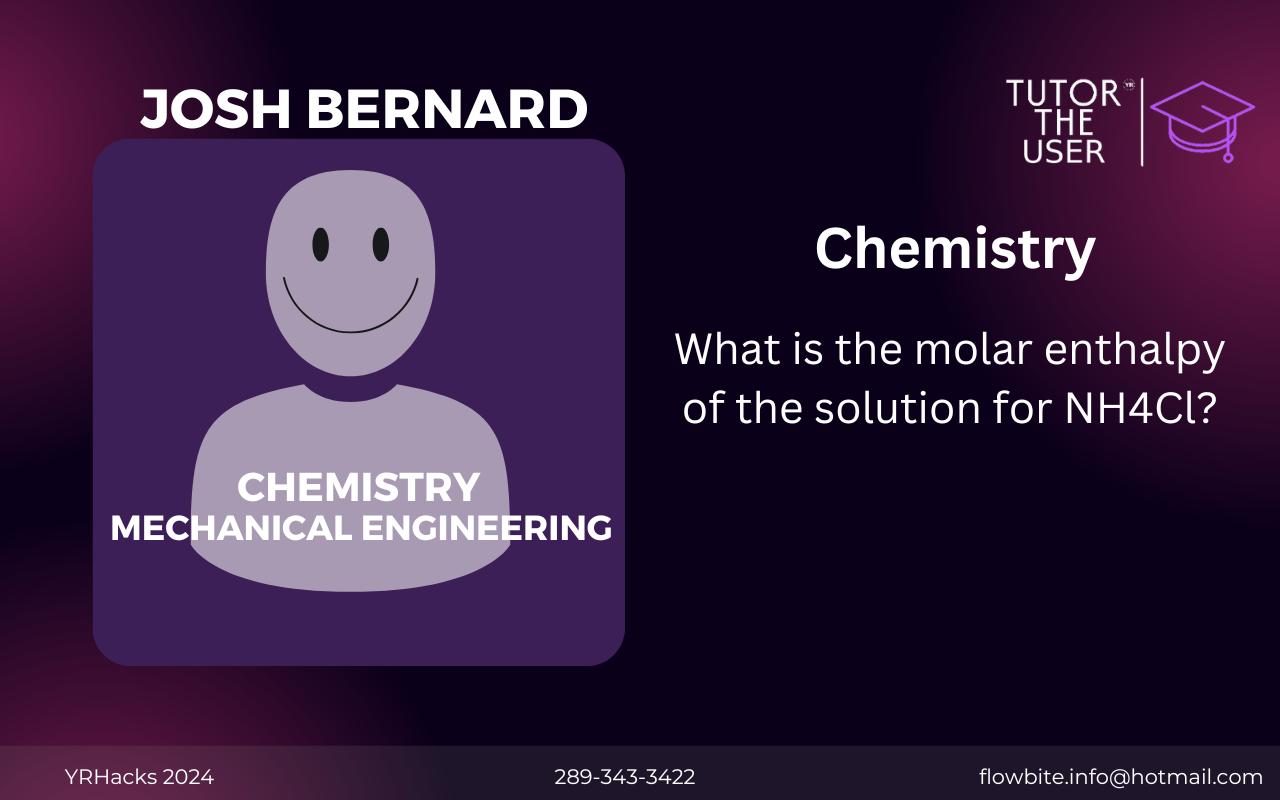 JOSH BERNARD
CHEMISTRY
MECHANICAL ENGINEERING
TUTOR
THE
USER
YR
Chemistry
What is the molar enthalpy
of the solution for NH4Cl?
YRHacks 2024
289-343-3422
flowbite.info@hotmail.com